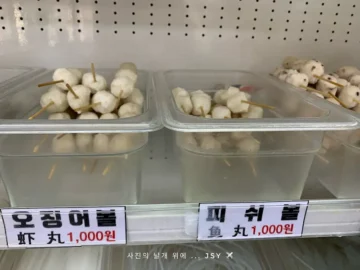 오징어볼
虾 丸 1,000원
피쉬볼
鱼 丸 1,000원
사진의 날개 위에 .., JSY ✕